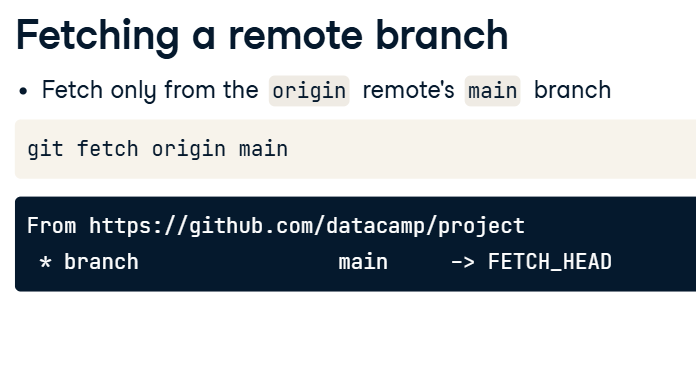 Fetching a remote branch
• Fetch only from the origin remote's main branch
git fetch origin main
From https://github.com/datacamp/project
* branch main -> FETCH_HEAD